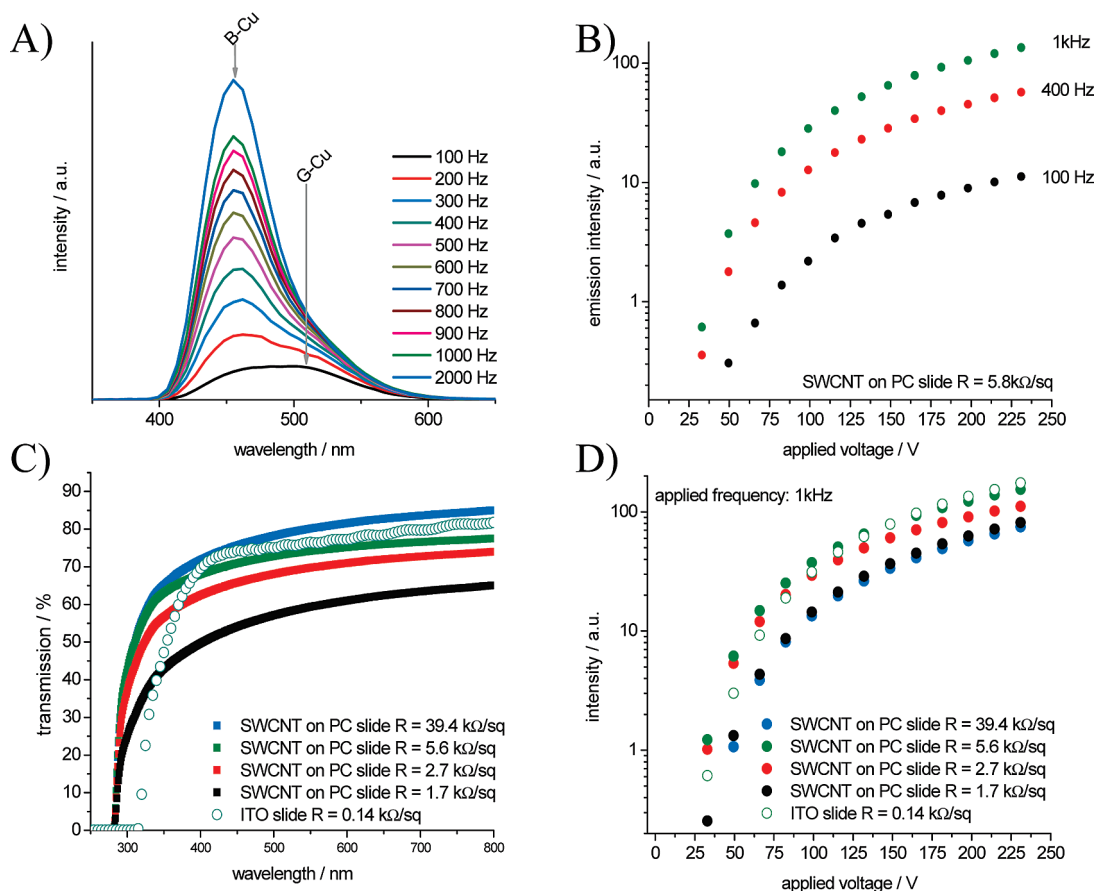 A)
B-Cu
G-Cu
intensity / a.u.
100 Hz
200 Hz
300 Hz
400 Hz
500 Hz
600 Hz
700 Hz
800 Hz
900 Hz
1000 Hz
2000 Hz
400
500
600
wavelength / nm
B)
emission intensity / a.u.
100
10
1
1kHz
400 Hz
100 Hz
SWCNT on PC slide R = 5.8kΩ/sq
0 25 50 75 100 125 150 175 200 225 250
applied voltage / V
C)
transmission / %
90
80
70
60
50
40
30
20
10
0
SWCNT on PC slide R = 39.4 kΩ/sq
SWCNT on PC slide R = 5.6 kΩ/sq
SWCNT on PC slide R = 2.7 kΩ/sq
SWCNT on PC slide R = 1.7 kΩ/sq
ITO slide R = 0.14 kΩ/sq
300 400 500 600 700 800
wavelength / nm
D)
applied frequency: 1kHz
intensity / a.u.
100
10
1
SWCNT on PC slide R = 39.4 kΩ/sq
SWCNT on PC slide R = 5.6 kΩ/sq
SWCNT on PC slide R = 2.7 kΩ/sq
SWCNT on PC slide R = 1.7 kΩ/sq
ITO slide R = 0.14 kΩ/sq
0 25 50 75 100 125 150 175 200 225 250
applied voltage / V